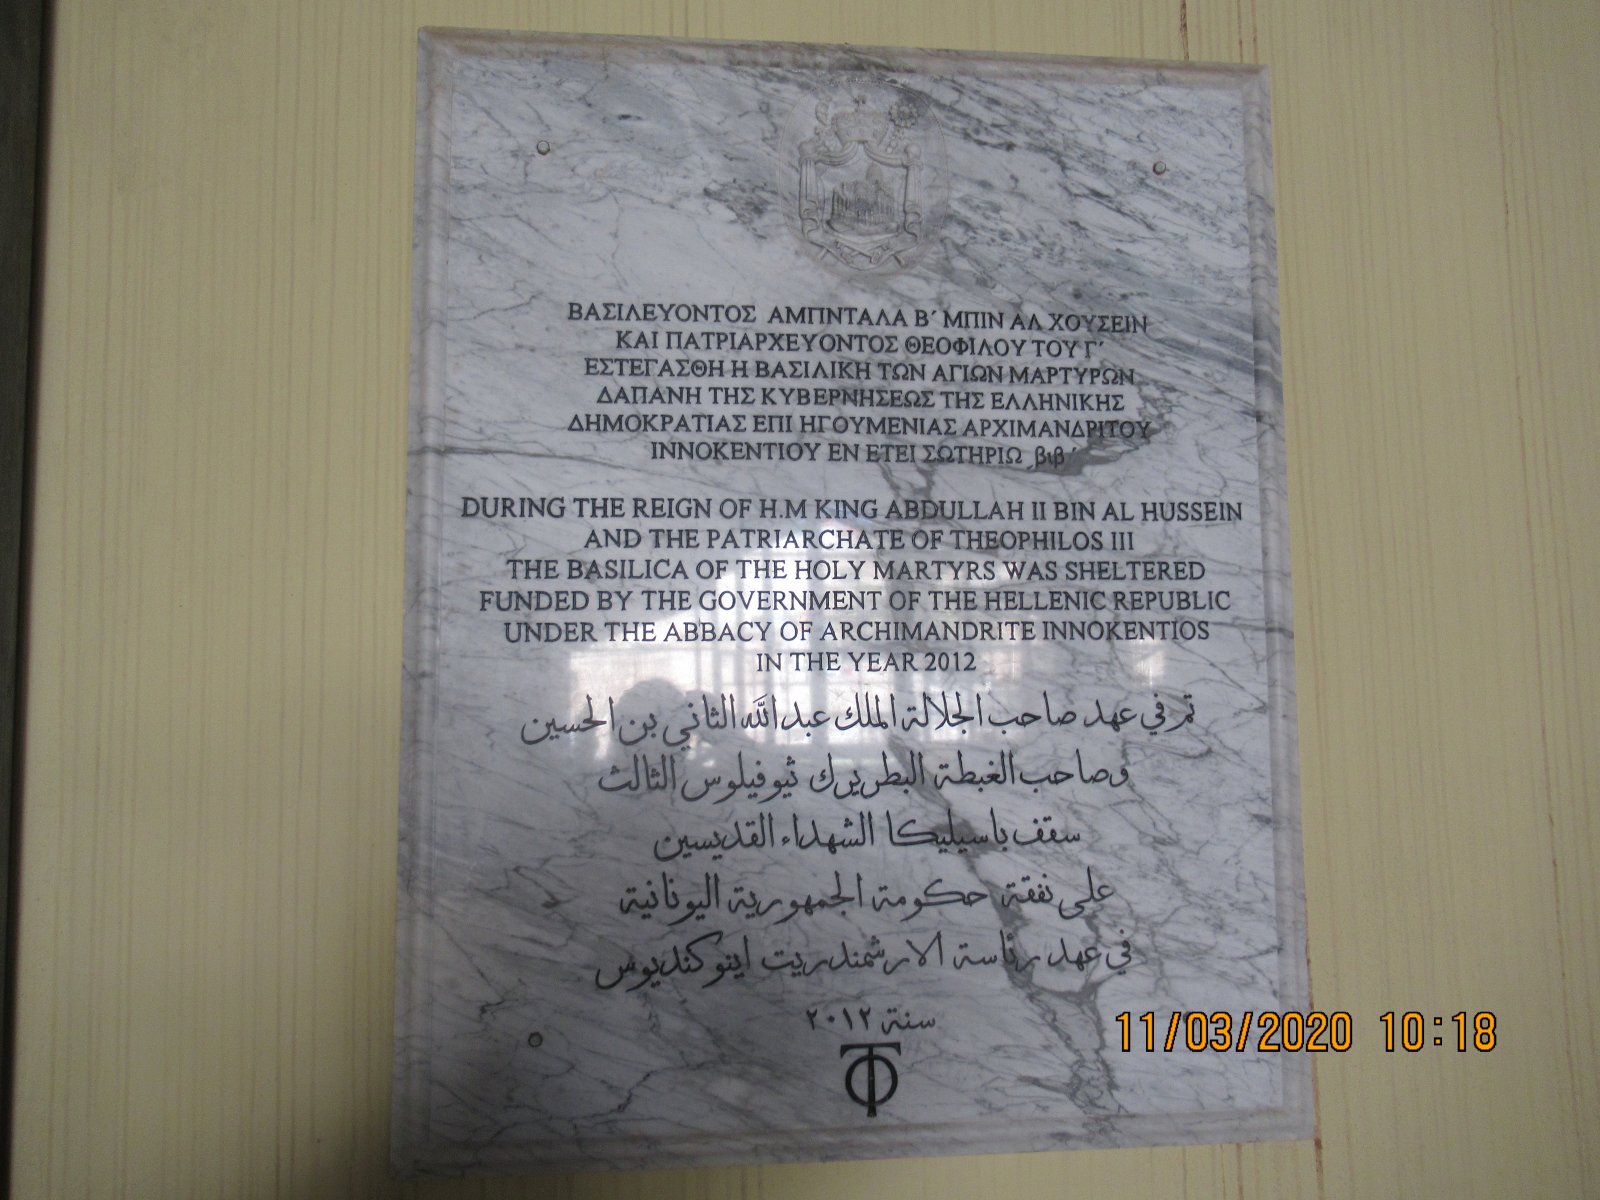 ΒΑΣΙΛΕΥΟΝΤΟΣ ΑΜΠΝΤΑΛΑ Β΄ ΜΠΙΝ ΑΛ ΧΟΥΣΕΙΝ
ΚΑΙ ΠΑΤΡΙΑΡΧΕΥΟΝΤΟΣ ΘΕΟΦΙΛΟΥ ΤΟΥ Γ΄
ΕΣΤΕΓΑΣΘΗ Η ΒΑΣΙΛΙΚΗ ΤΩΝ ΑΓΙΩΝ ΜΑΡΤΥΡΩΝ
ΔΑΠΑΝΗ ΤΗΣ ΚΥΒΕΡΝΗΣΕΩΣ ΤΗΣ ΕΛΛΗΝΙΚΗΣ
ΔΗΜΟΚΡΑΤΙΑΣ ΕΠΙ ΗΓΟΥΜΕΝΙΑΣ ΑΡΧΙΜΑΝΔΡΙΤΟΥ
ΙΝΝΟΚΕΝΤΙΟΥ ΕΝ ΕΤΕΙ ΣΩΤΗΡΙΩ ͵βιβ΄
DURING THE REIGN OF H.M KING ABDULLAH II BIN AL HUSSEIN
AND THE PATRIARCHATE OF THEOPHILOS III
THE BASILICA OF THE HOLY MARTYRS WAS SHELTERED
FUNDED BY THE GOVERNMENT OF THE HELLENIC REPUBLIC
UNDER THE ABBACY OF ARCHIMANDRITE INNOKENTIOS
IN THE YEAR 2012
تم في عهد صاحب الجلالة الملك عبد الله الثاني بن الحسين
وصاحب الغبطة البطريرك ثيوفيلوس الثالث
سقف باسيليكا الشهداء القديسين
على نفقة حكومة الجمهورية اليونانية
في عهد رئاسة الارشمندريت اينوكنديوس
سنة ٢٠١٢
11/03/2020 10:18